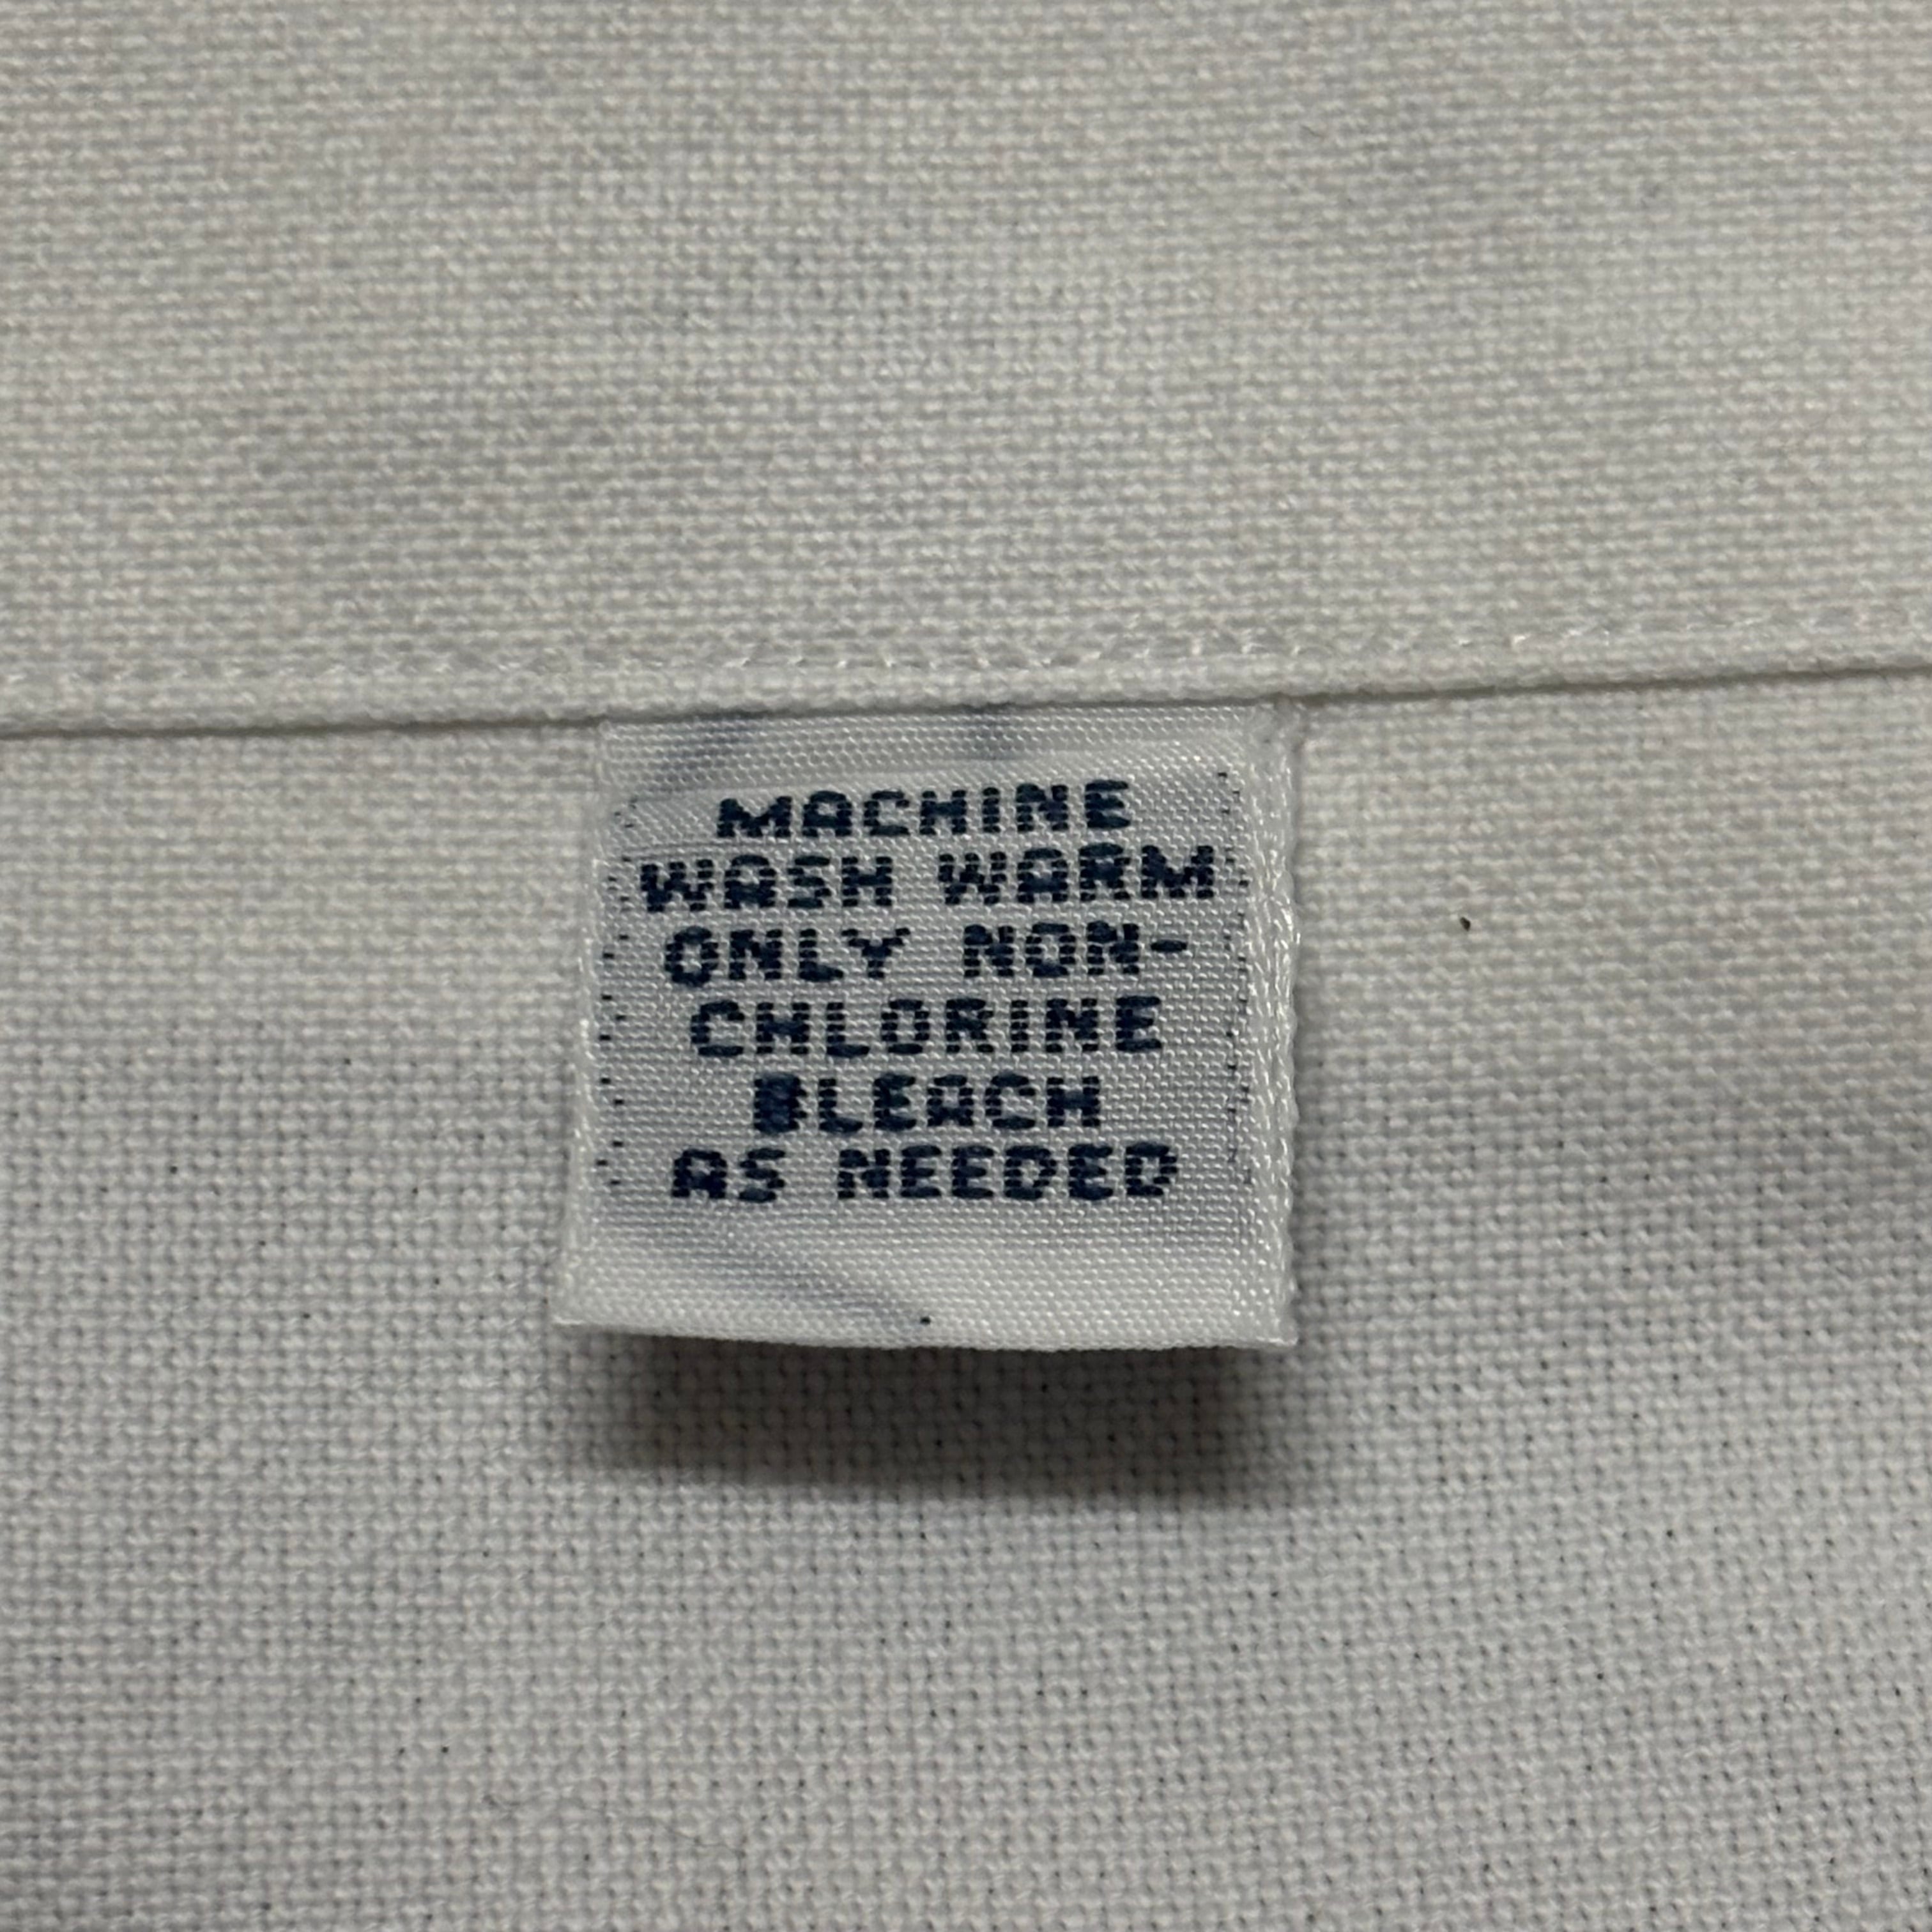 MACHINE
WASH WARM
ONLY NON-
CHLORINE
BLEACH
AS NEEDED